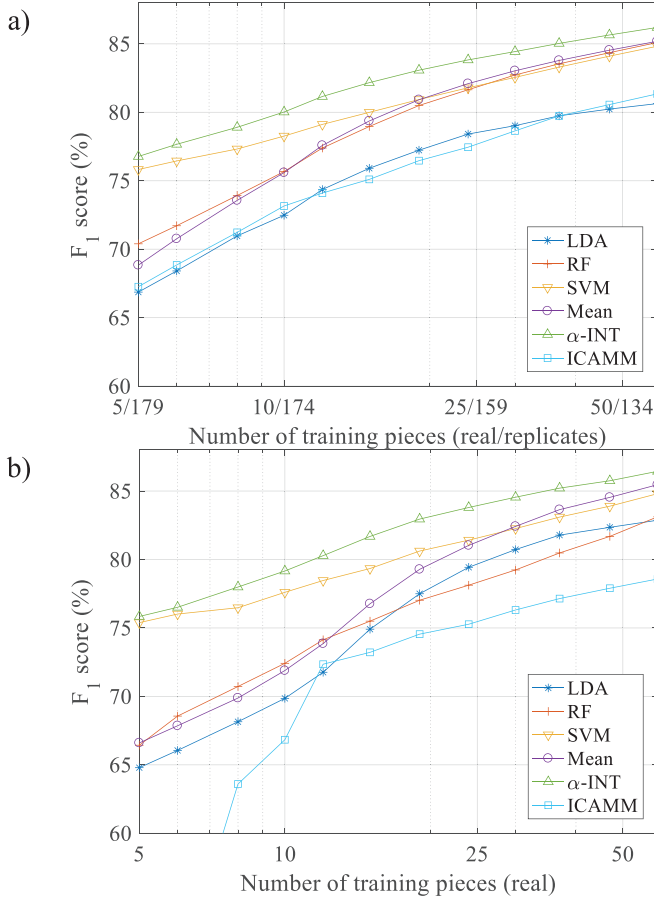 a)
85
80
75
70
65
60
F1 score (%)
5/179 10/174 25/159 50/134
Number of training pieces (real/replicates)
LDA
RF
SVM
Mean
α-INT
ICAMM
b)
85
80
75
70
65
60
F1 score (%)
5 10 25 50
Number of training pieces (real)
LDA
RF
SVM
Mean
α-INT
ICAMM